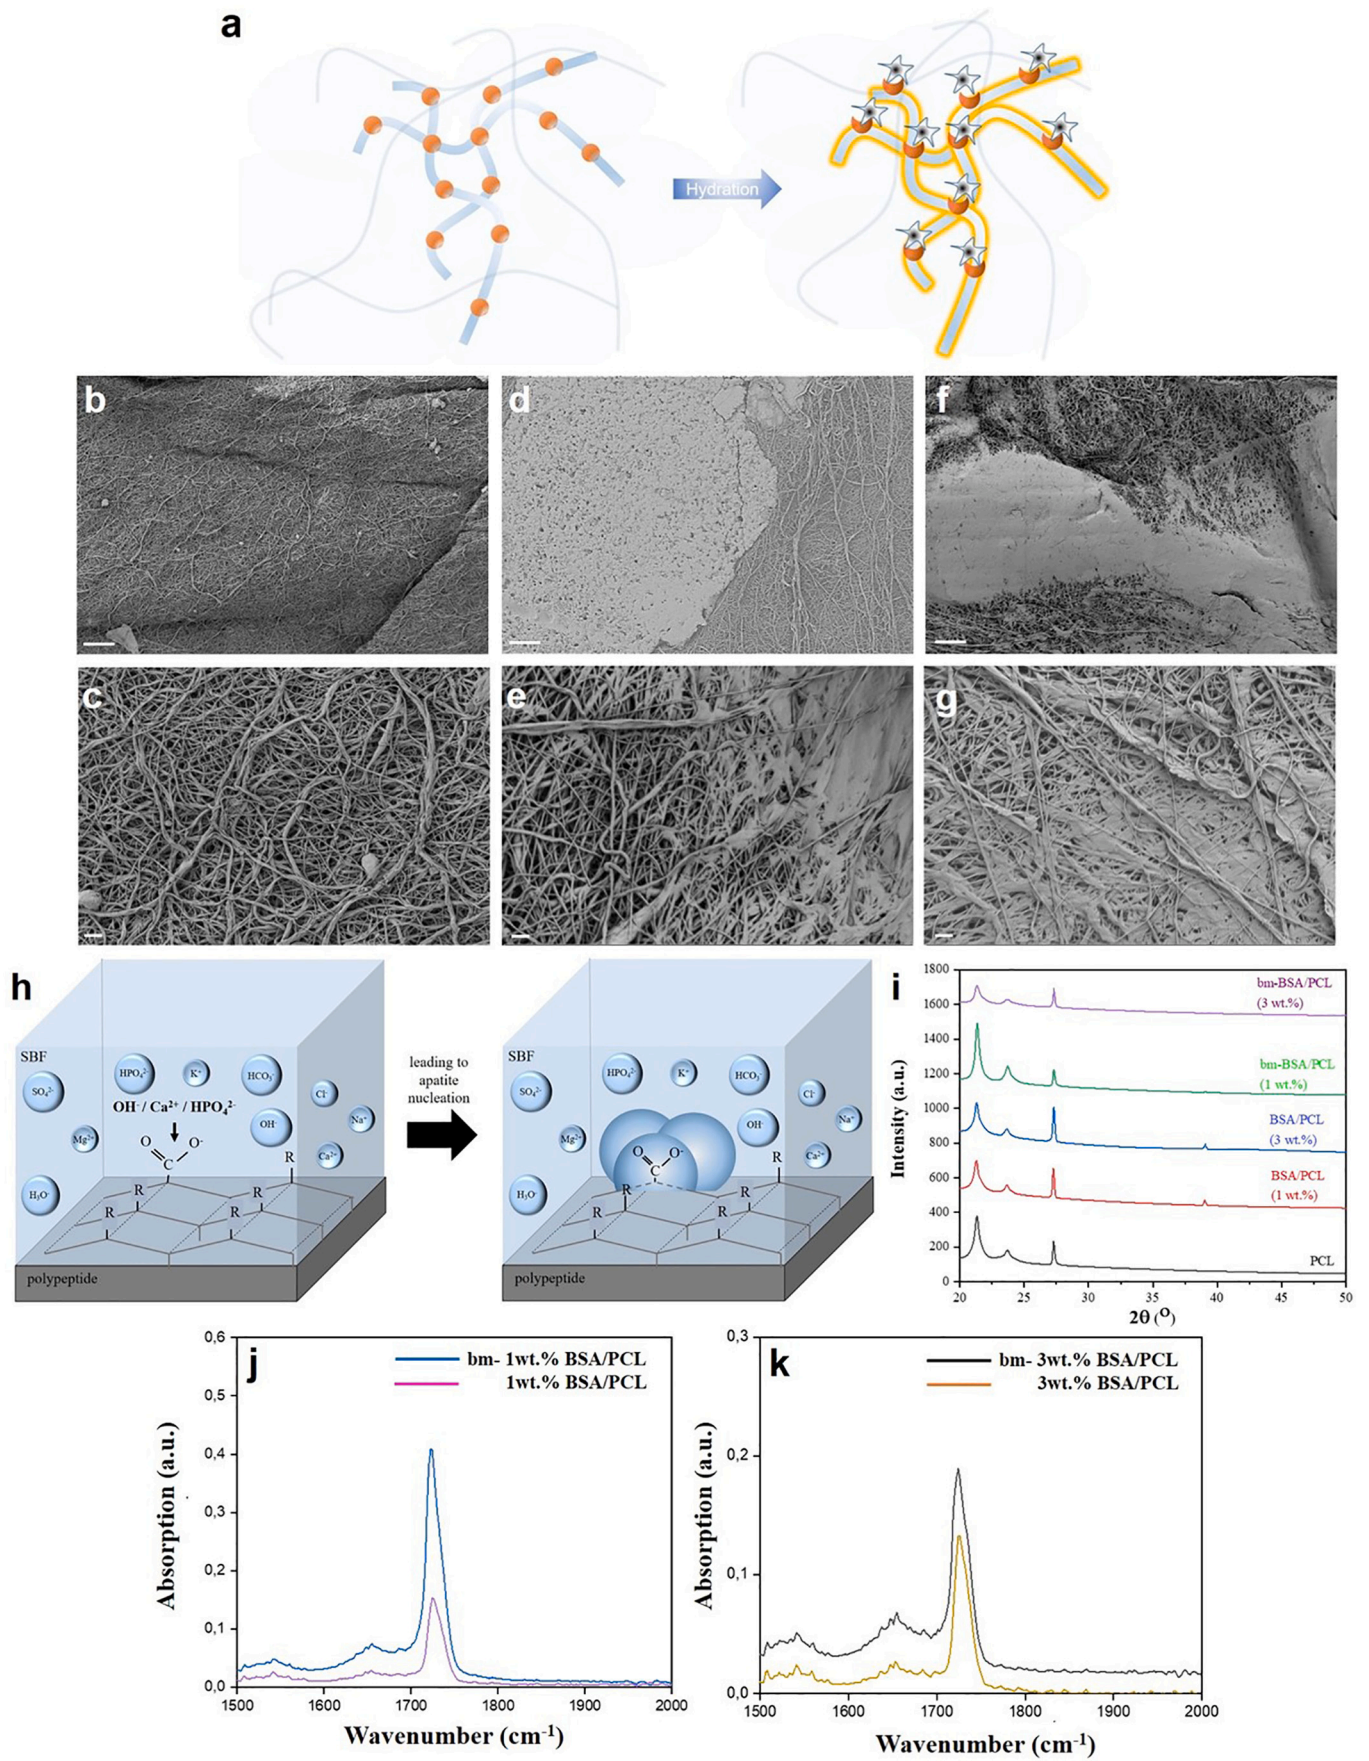 a
Hydration
b
d
f
c
e
g
h
SBF
HPO₄²⁻
K⁺
HCO₃⁻
SO₄²⁻
OH⁻ / Ca²⁺ / HPO₄²⁻
Cl⁻
Mg²⁺
OH⁻
Na⁺
O
O⁻
C
Ca²⁺
R
R
H₃O⁻
R
R
R
polypeptide
leading to
apatite
nucleation
SBF
HPO₄²⁻
K⁺
HCO₃⁻
SO₄²⁻
Cl⁻
Mg²⁺
OH⁻
Na⁺
O
O⁻
C
Ca²⁺
R
R
H₃O⁻
R
R
R
polypeptide
i
1800
1600
1400
1200
1000
800
600
400
200
0
Intensity (a.u.)
bm-BSA/PCL
(3 wt.%)
bm-BSA/PCL
(1 wt.%)
BSA/PCL
(3 wt.%)
BSA/PCL
(1 wt.%)
PCL
20 25 30 35 40 45 50
2θ (°)
j
0,6
0,5
0,4
0,3
0,2
0,1
0,0
Absorption (a.u.)
bm- 1wt.% BSA/PCL
1wt.% BSA/PCL
1500 1600 1700 1800 1900 2000
Wavenumber (cm⁻¹)
k
0,3
0,2
0,1
0,0
Absorption (a.u.)
bm- 3wt.% BSA/PCL
3wt.% BSA/PCL
1500 1600 1700 1800 1900 2000
Wavenumber (cm⁻¹)